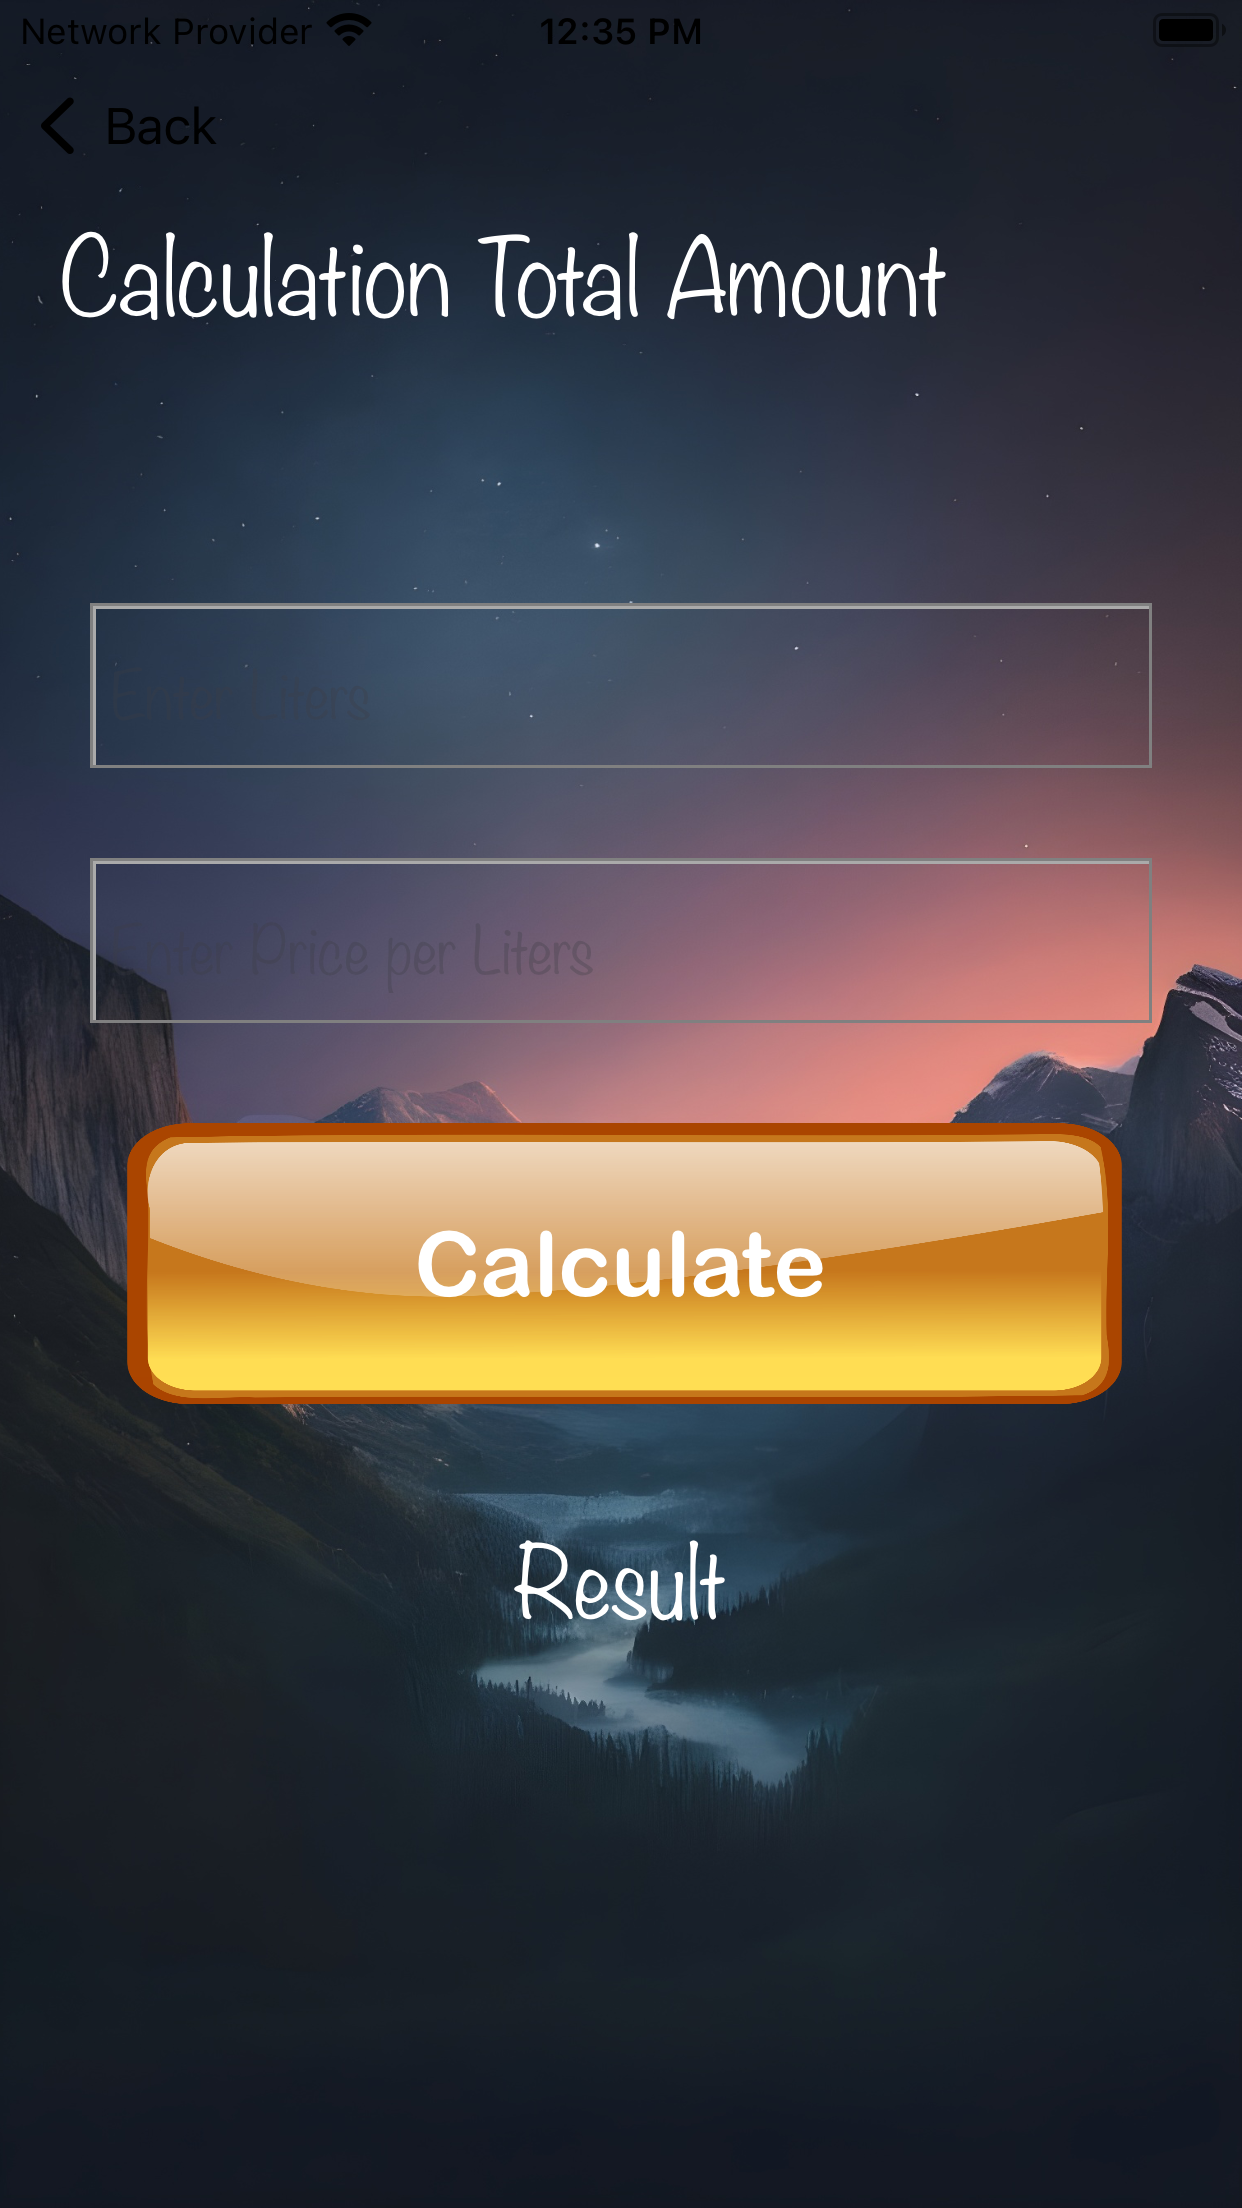 Network Provider 12:35 PM
Back
Calculation Total Amount
Enter Liters
Enter Price per Liters
Calculate
Result